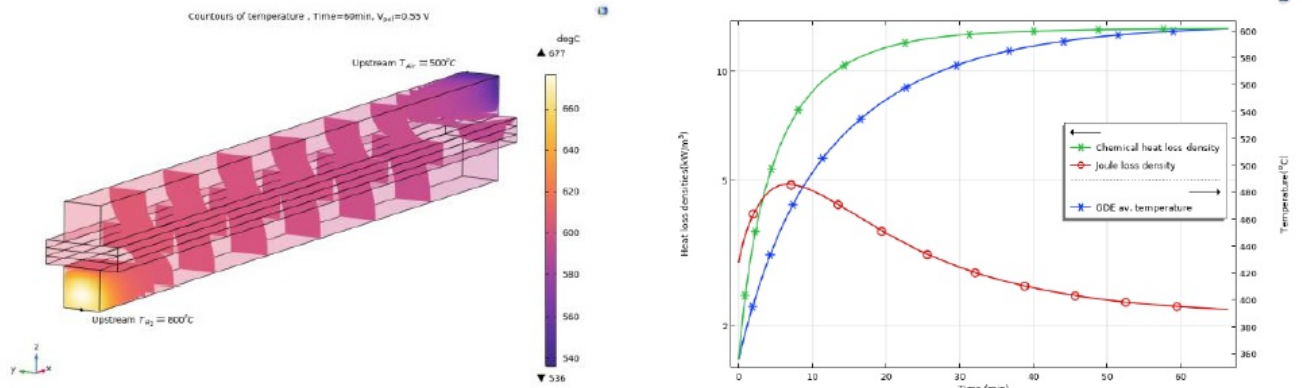 Countours of temperature , Time=60min, Vcell=0.55 V
degC
▲ 677
Upstream TAir = 500°C
660
640
620
600
580
560
540
▼ 536
Upstream TH2 = 800°C
z
y
x
Heat loss densities(kW/m³)
10
5
2
Chemical heat loss density
Joule loss density
GDE av. temperature
600
580
560
540
520
500
480
460
440
420
400
380
360
Temperature(°C)
0
10
20
30
40
50
60
Time (min)